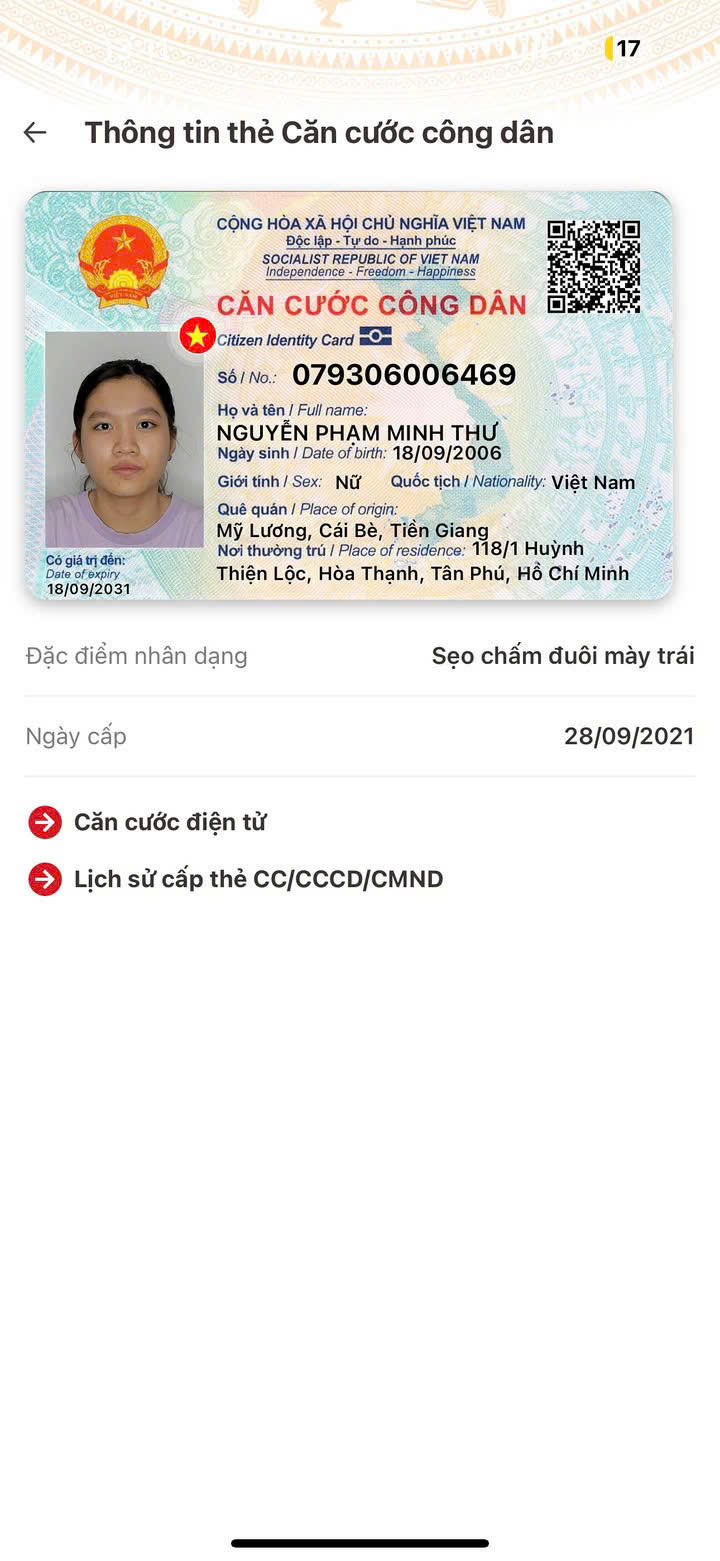 17
Thông tin thẻ Căn cước công dân
CỘNG HÒA XÃ HỘI CHỦ NGHĨA VIỆT NAM
Độc lập - Tự do - Hạnh phúc
SOCIALIST REPUBLIC OF VIET NAM
Independence - Freedom - Happiness
CĂN CƯỚC CÔNG DÂN
Citizen Identity Card
Số / No.: 079306006469
Họ và tên / Full name:
NGUYỄN PHẠM MINH THƯ
Ngày sinh / Date of birth: 18/09/2006
Giới tính / Sex: Nữ Quốc tịch / Nationality: Việt Nam
Quê quán / Place of origin:
Mỹ Lương, Cái Bè, Tiền Giang
Nơi thường trú / Place of residence: 118/1 Huỳnh
Thiện Lộc, Hòa Thạnh, Tân Phú, Hồ Chí Minh
Có giá trị đến:
Date of expiry
18/09/2031
Đặc điểm nhân dạng Sẹo chấm đuôi mày trái
Ngày cấp 28/09/2021
Căn cước điện tử
Lịch sử cấp thẻ CC/CCCD/CMND